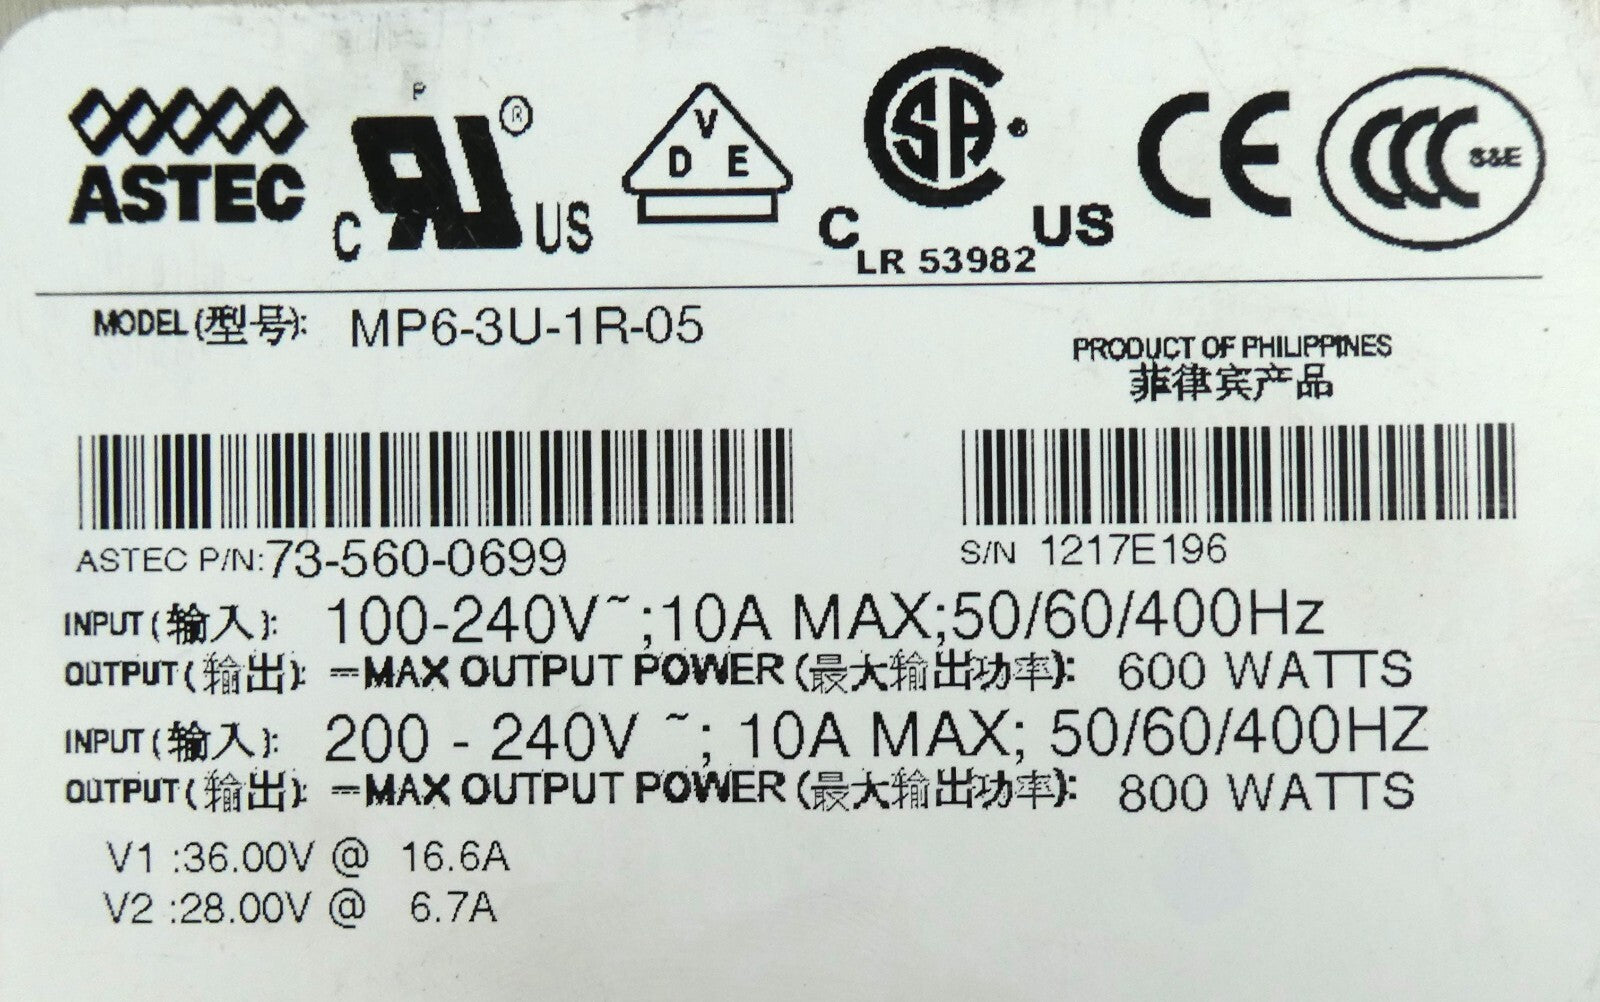 ASTEC
P
C UR ® US
V
D E
C SA ® US
LR 53982
CE
CCC S&E
MODEL(型号): MP6-3U-1R-05
PRODUCT OF PHILIPPINES
菲律宾产品
ASTEC P/N:73-560-0699
S/N 1217E196
INPUT(输入): 100-240V~;10A MAX;50/60/400Hz
OUTPUT(输出): ⎓MAX OUTPUT POWER(最大输出功率): 600 WATTS
INPUT(输入): 200 - 240V ~; 10A MAX; 50/60/400HZ
OUTPUT(输出): ⎓MAX OUTPUT POWER(最大输出功率): 800 WATTS
V1 :36.00V @ 16.6A
V2 :28.00V @ 6.7A